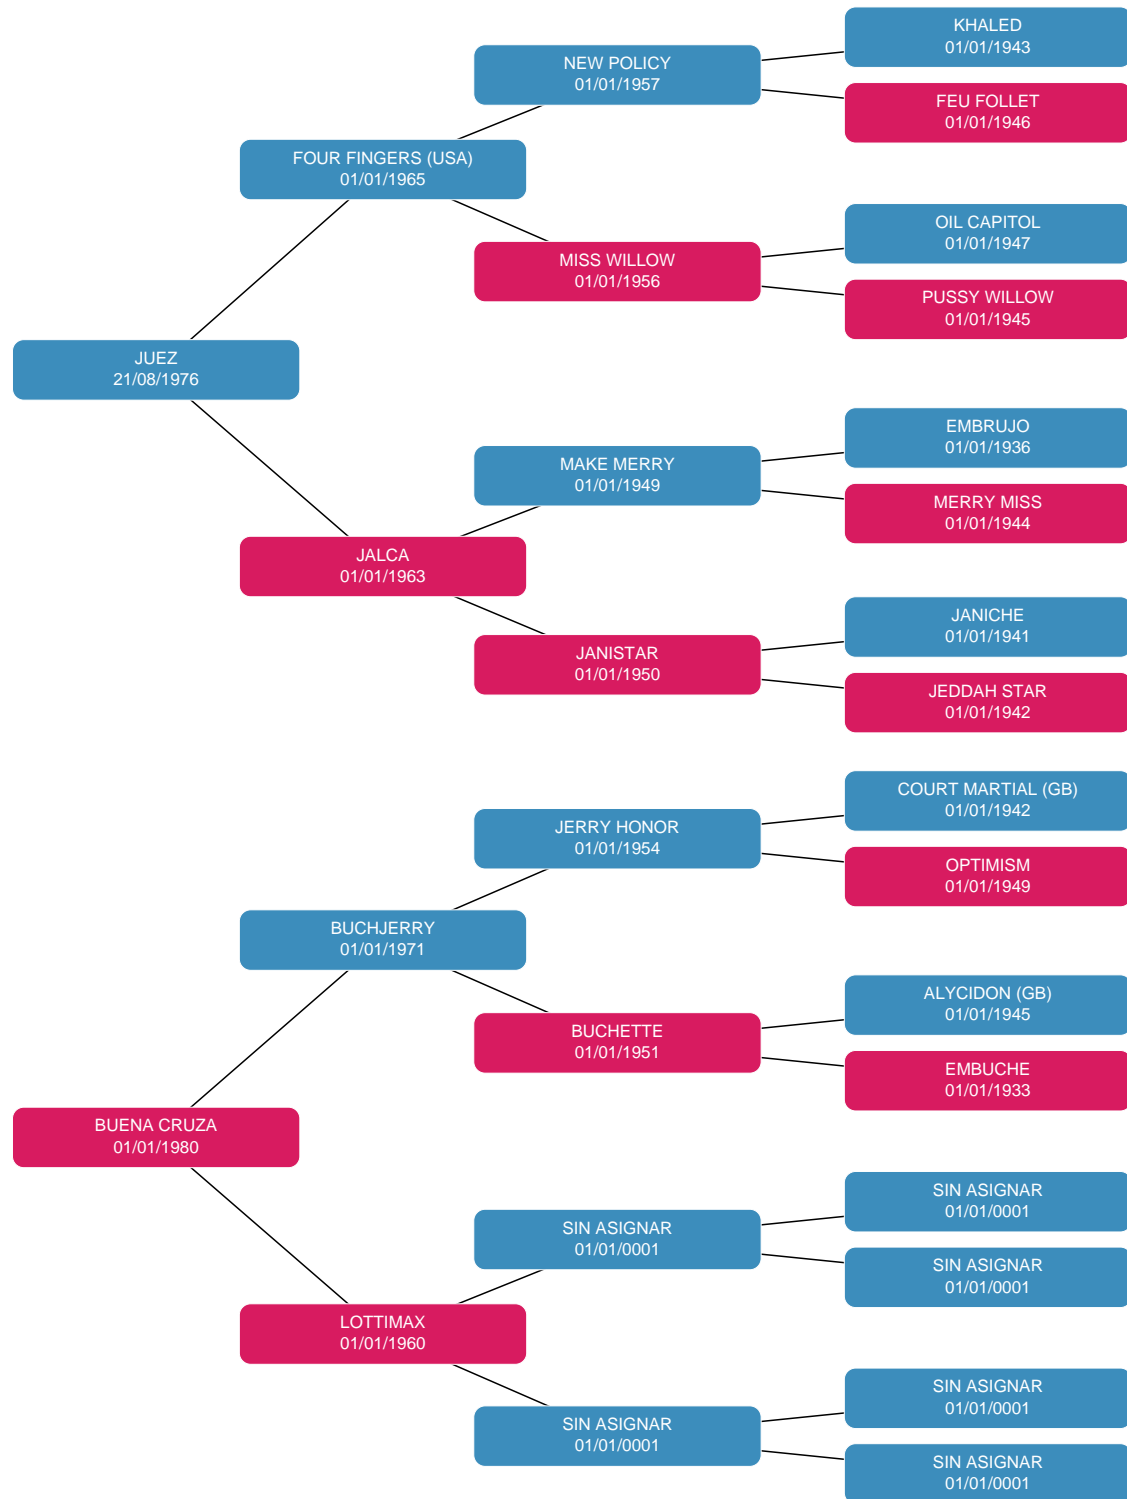 KHALED
01/01/1943
NEW POLICY
01/01/1957
FEU FOLLET
01/01/1946
FOUR FINGERS (USA)
01/01/1965
OIL CAPITOL
01/01/1947
MISS WILLOW
01/01/1956
PUSSY WILLOW
01/01/1945
JUEZ
21/08/1976
EMBRUJO
01/01/1936
MAKE MERRY
01/01/1949
MERRY MISS
01/01/1944
JALCA
01/01/1963
JANICHE
01/01/1941
JANISTAR
01/01/1950
JEDDAH STAR
01/01/1942
COURT MARTIAL (GB)
01/01/1942
JERRY HONOR
01/01/1954
OPTIMISM
01/01/1949
BUCHJERRY
01/01/1971
ALYCIDON (GB)
01/01/1945
BUCHETTE
01/01/1951
EMBUCHE
01/01/1933
BUENA CRUZA
01/01/1980
SIN ASIGNAR
01/01/0001
SIN ASIGNAR
01/01/0001
SIN ASIGNAR
01/01/0001
LOTTIMAX
01/01/1960
SIN ASIGNAR
01/01/0001
SIN ASIGNAR
01/01/0001
SIN ASIGNAR
01/01/0001